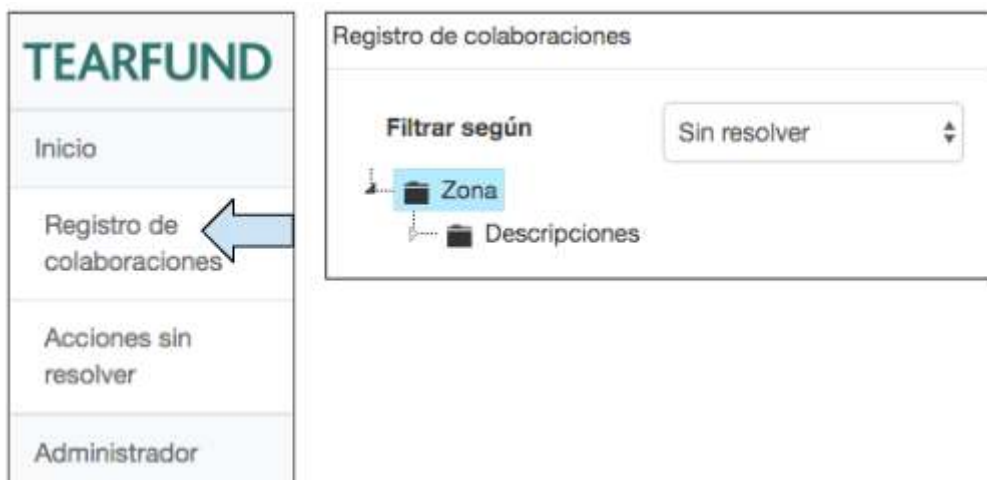 TEARFUND
Inicio
Registro de
colaboraciones
Acciones sin
resolver
Administrador
Registro de colaboraciones
Filtrar según
Sin resolver
Zona
Descripciones